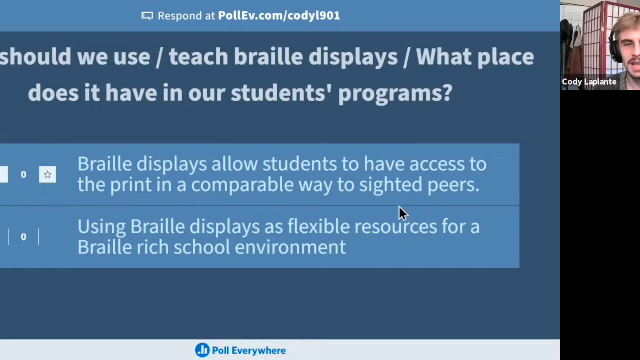 Respond at PollEv.com/codyl901
should we use / teach braille displays / What place
does it have in our students' programs?
0
Braille displays allow students to have access to
the print in a comparable way to sighted peers.
0
Using Braille displays as flexible resources for a
Braille rich school environment
Poll Everywhere
Cody Laplante